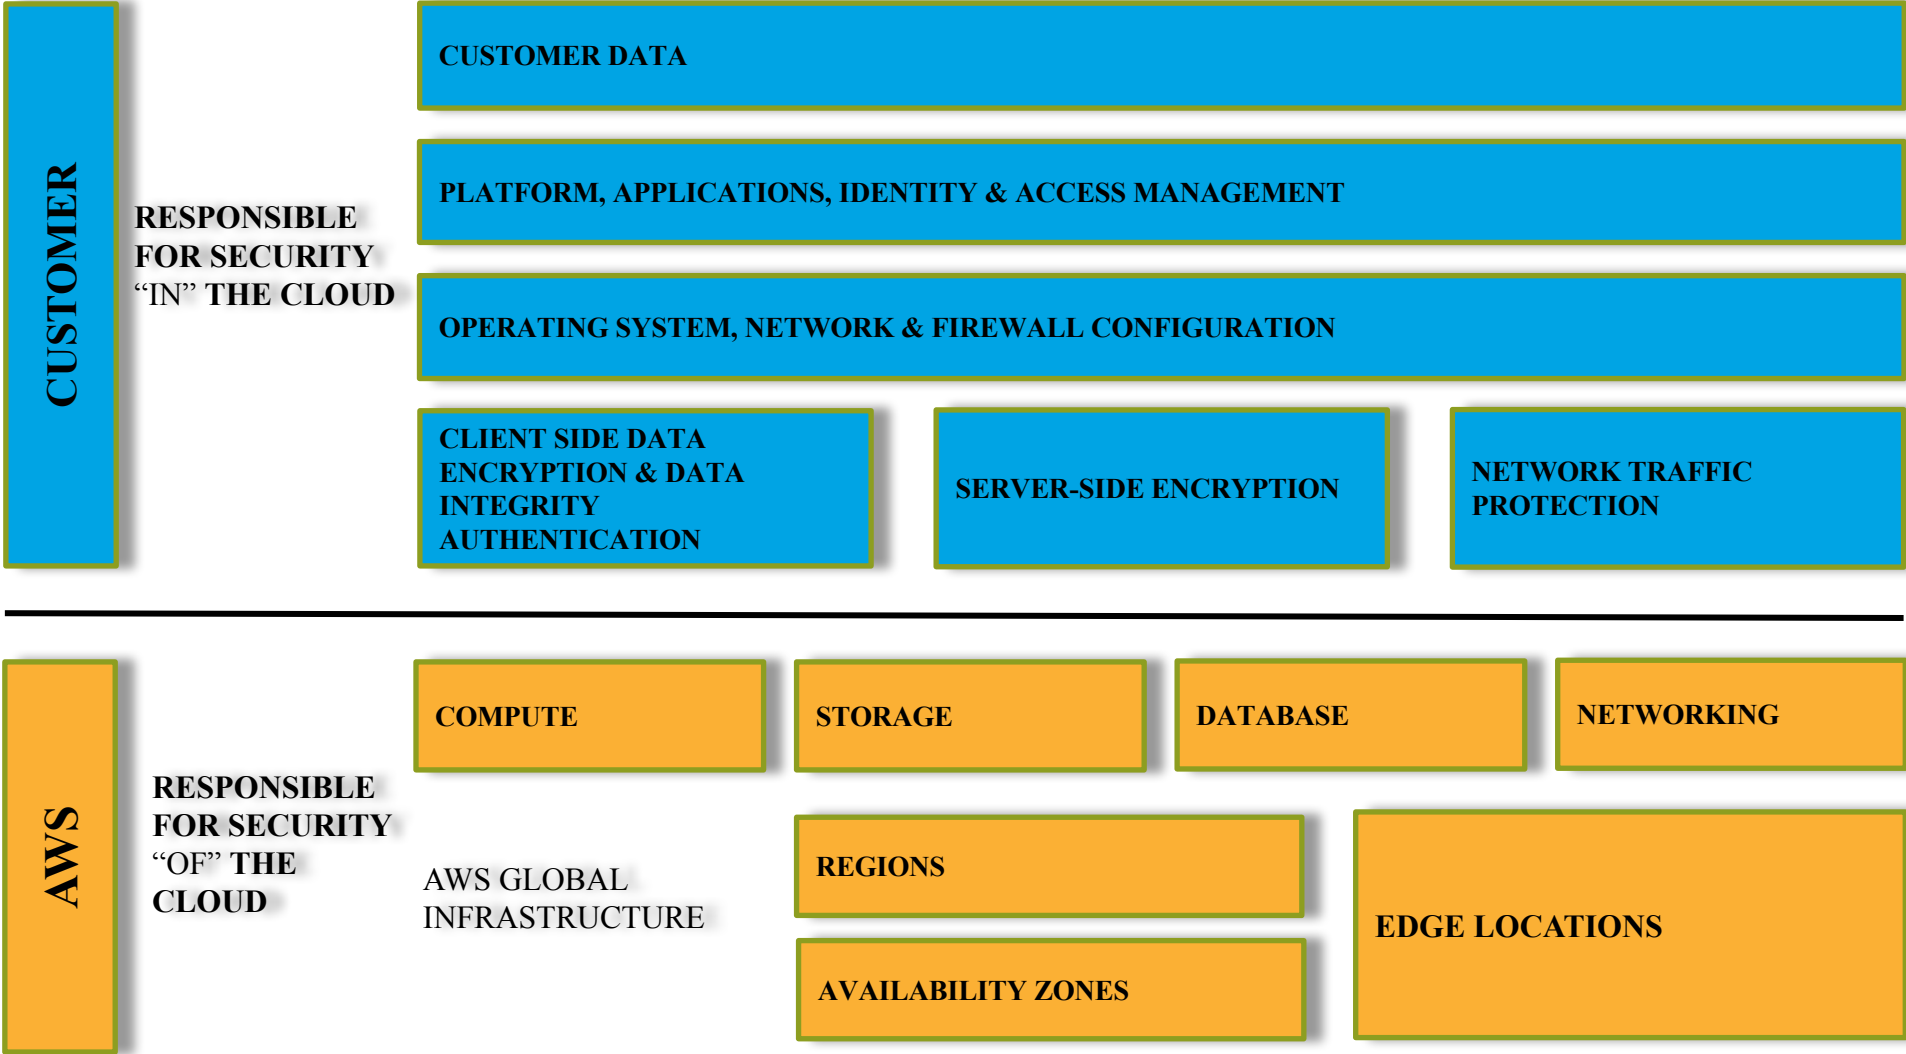 CUSTOMER
RESPONSIBLE
FOR SECURITY
“IN” THE CLOUD
CUSTOMER DATA
PLATFORM, APPLICATIONS, IDENTITY & ACCESS MANAGEMENT
OPERATING SYSTEM, NETWORK & FIREWALL CONFIGURATION
CLIENT SIDE DATA
ENCRYPTION & DATA
INTEGRITY
AUTHENTICATION
SERVER-SIDE ENCRYPTION
NETWORK TRAFFIC
PROTECTION
AWS
RESPONSIBLE
FOR SECURITY
“OF” THE
CLOUD
COMPUTE
STORAGE
DATABASE
NETWORKING
AWS GLOBAL
INFRASTRUCTURE
REGIONS
AVAILABILITY ZONES
EDGE LOCATIONS